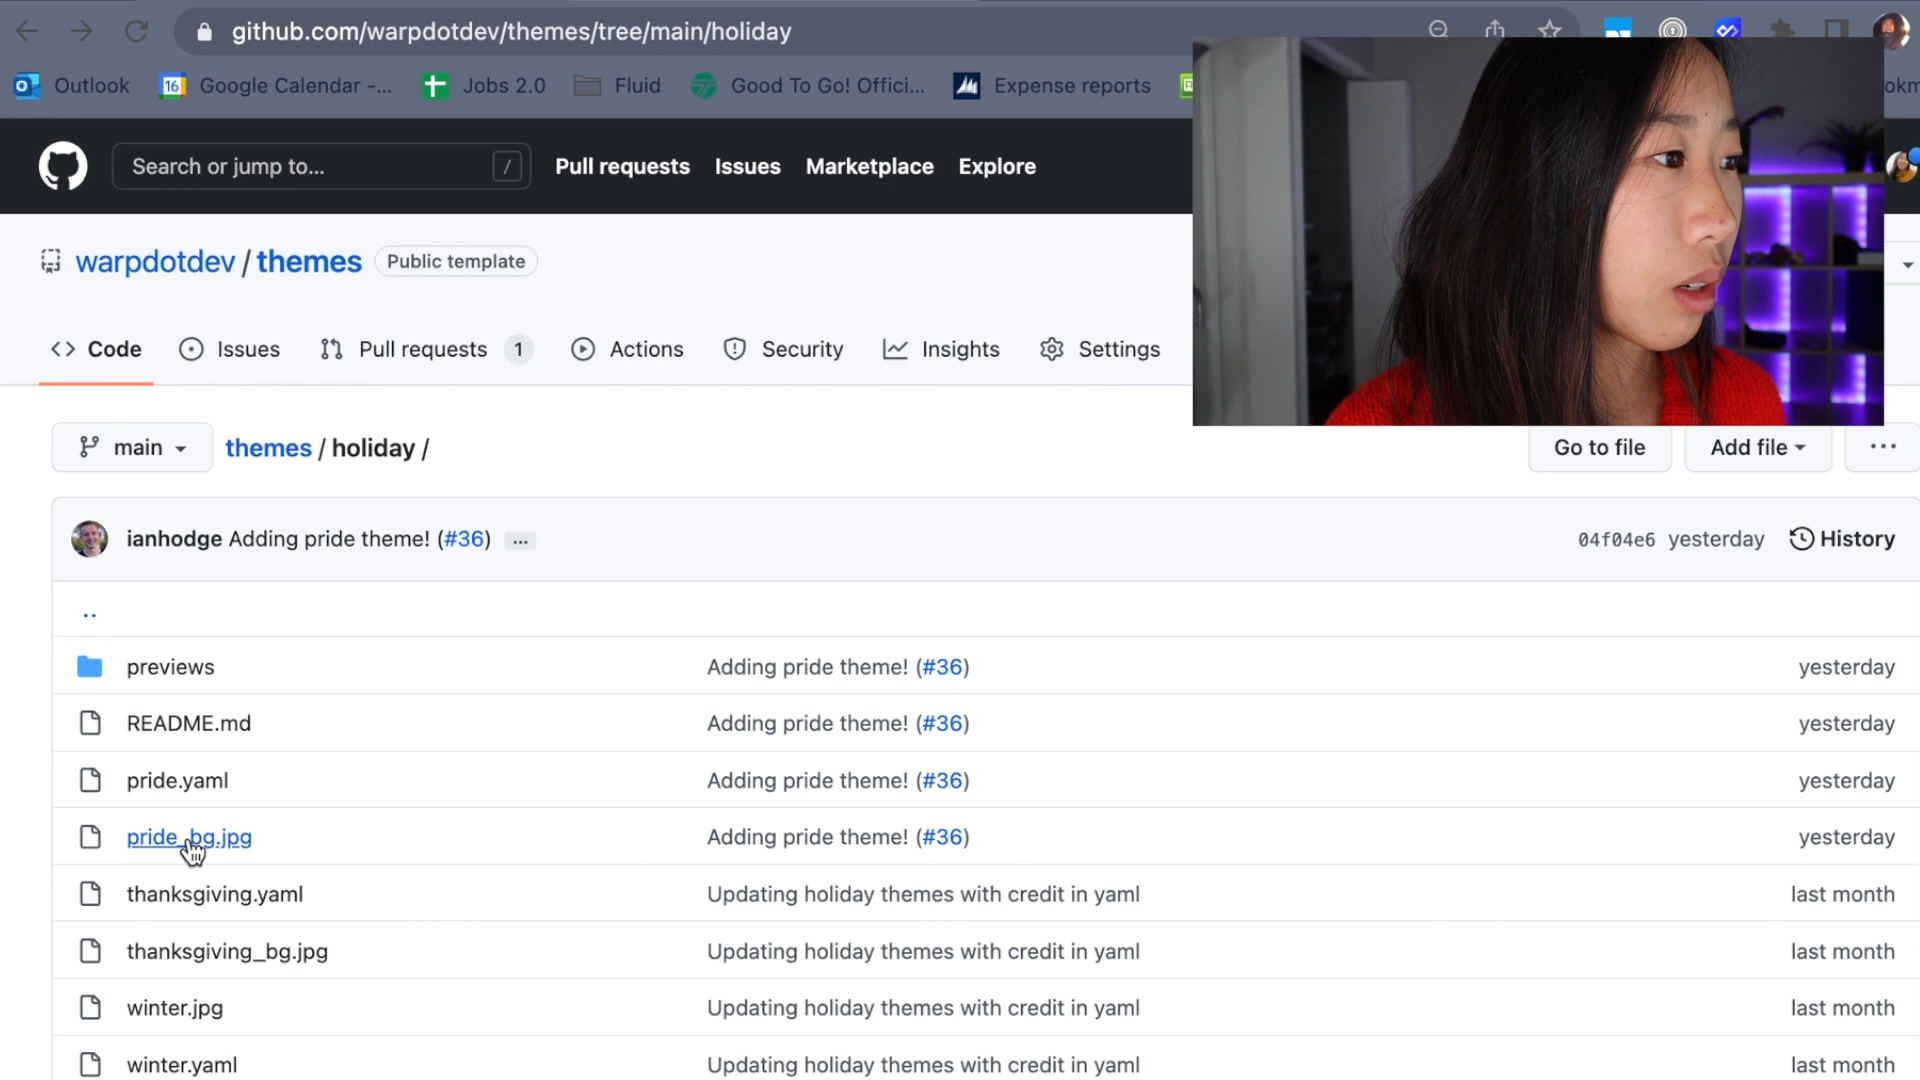 github.com/warpdotdev/themes/tree/main/holiday
Outlook
16
Google Calendar -...
Jobs 2.0
Fluid
Good To Go! Offici...
Expense reports
Search or jump to...
/
Pull requests
Issues
Marketplace
Explore
warpdotdev / themes
Public template
Code
Issues
Pull requests 1
Actions
Security
Insights
Settings
main
themes / holiday /
Go to file
Add file
...
ianhodge Adding pride theme! (#36) ...
04f04e6 yesterday
History
..
previews Adding pride theme! (#36) yesterday
README.md Adding pride theme! (#36) yesterday
pride.yaml Adding pride theme! (#36) yesterday
pride_bg.jpg Adding pride theme! (#36) yesterday
thanksgiving.yaml Updating holiday themes with credit in yaml last month
thanksgiving_bg.jpg Updating holiday themes with credit in yaml last month
winter.jpg Updating holiday themes with credit in yaml last month
winter.yaml Updating holiday themes with credit in yaml last month